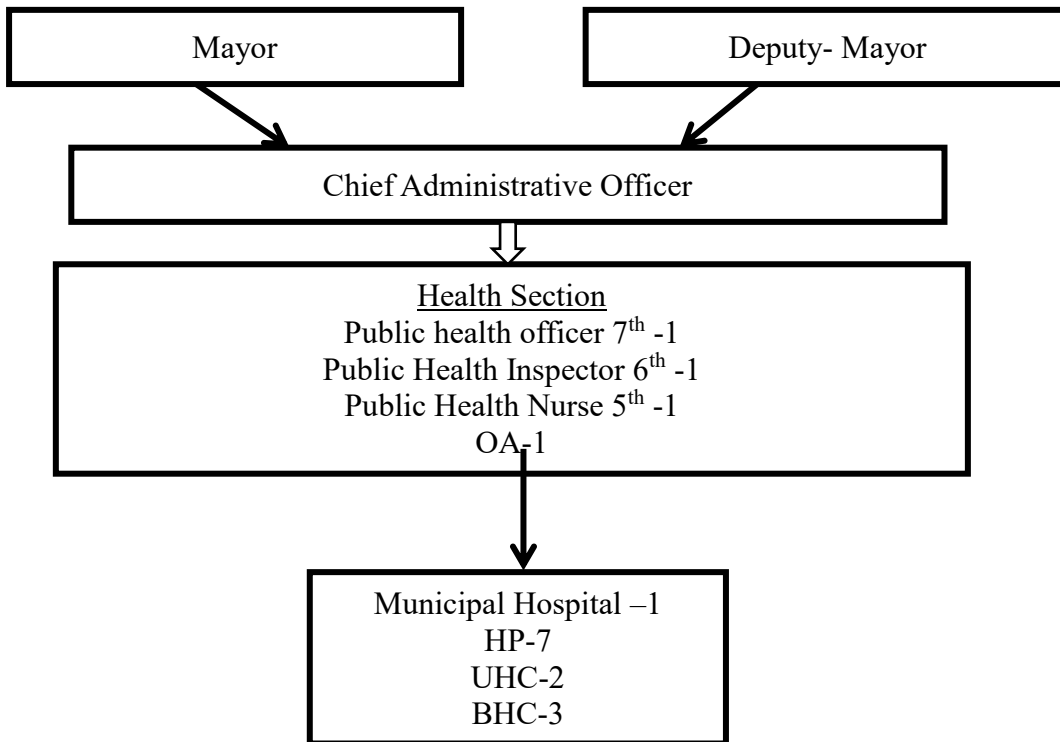 Mayor
Deputy- Mayor
Chief Administrative Officer
Health Section
Public health officer 7th -1
Public Health Inspector 6th -1
Public Health Nurse 5th -1
OA-1
Municipal Hospital –1
HP-7
UHC-2
BHC-3